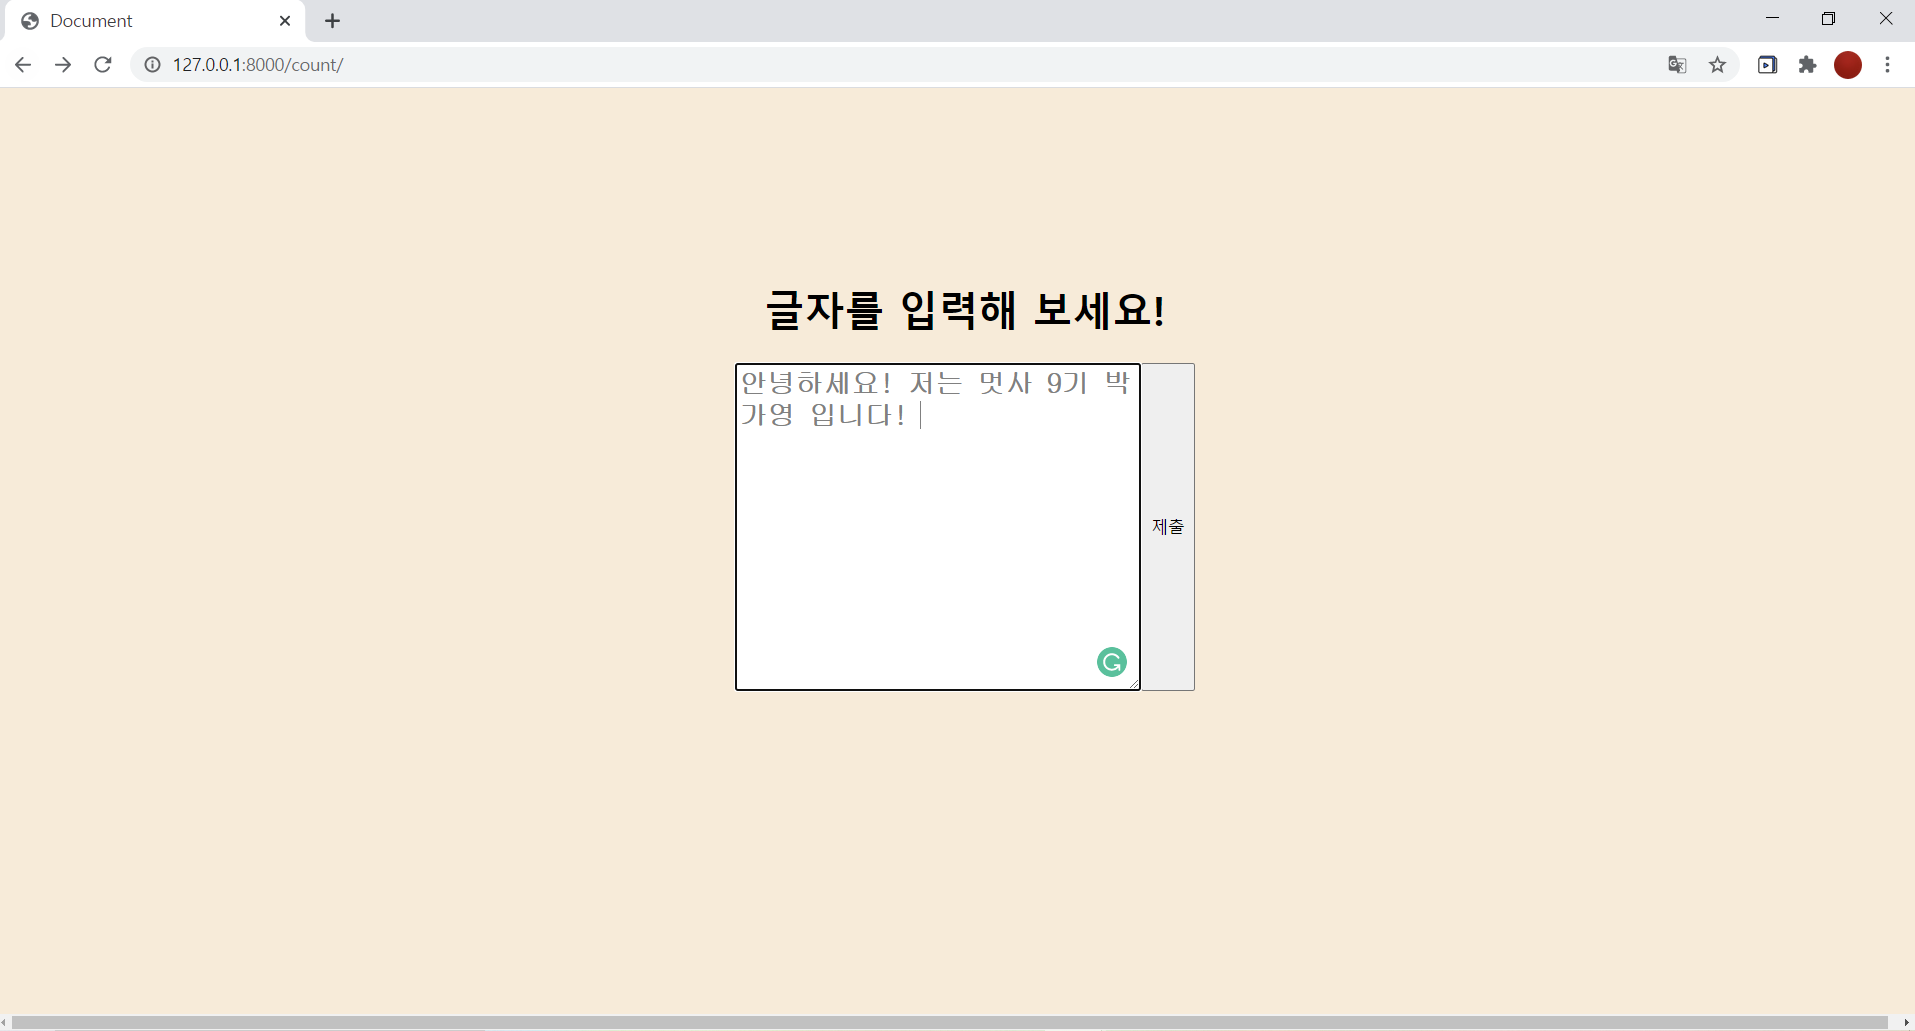 Document
127.0.0.1:8000/count/
글자를 입력해 보세요!
안녕하세요! 저는 멋사 9기 박
가영 입니다!
제출